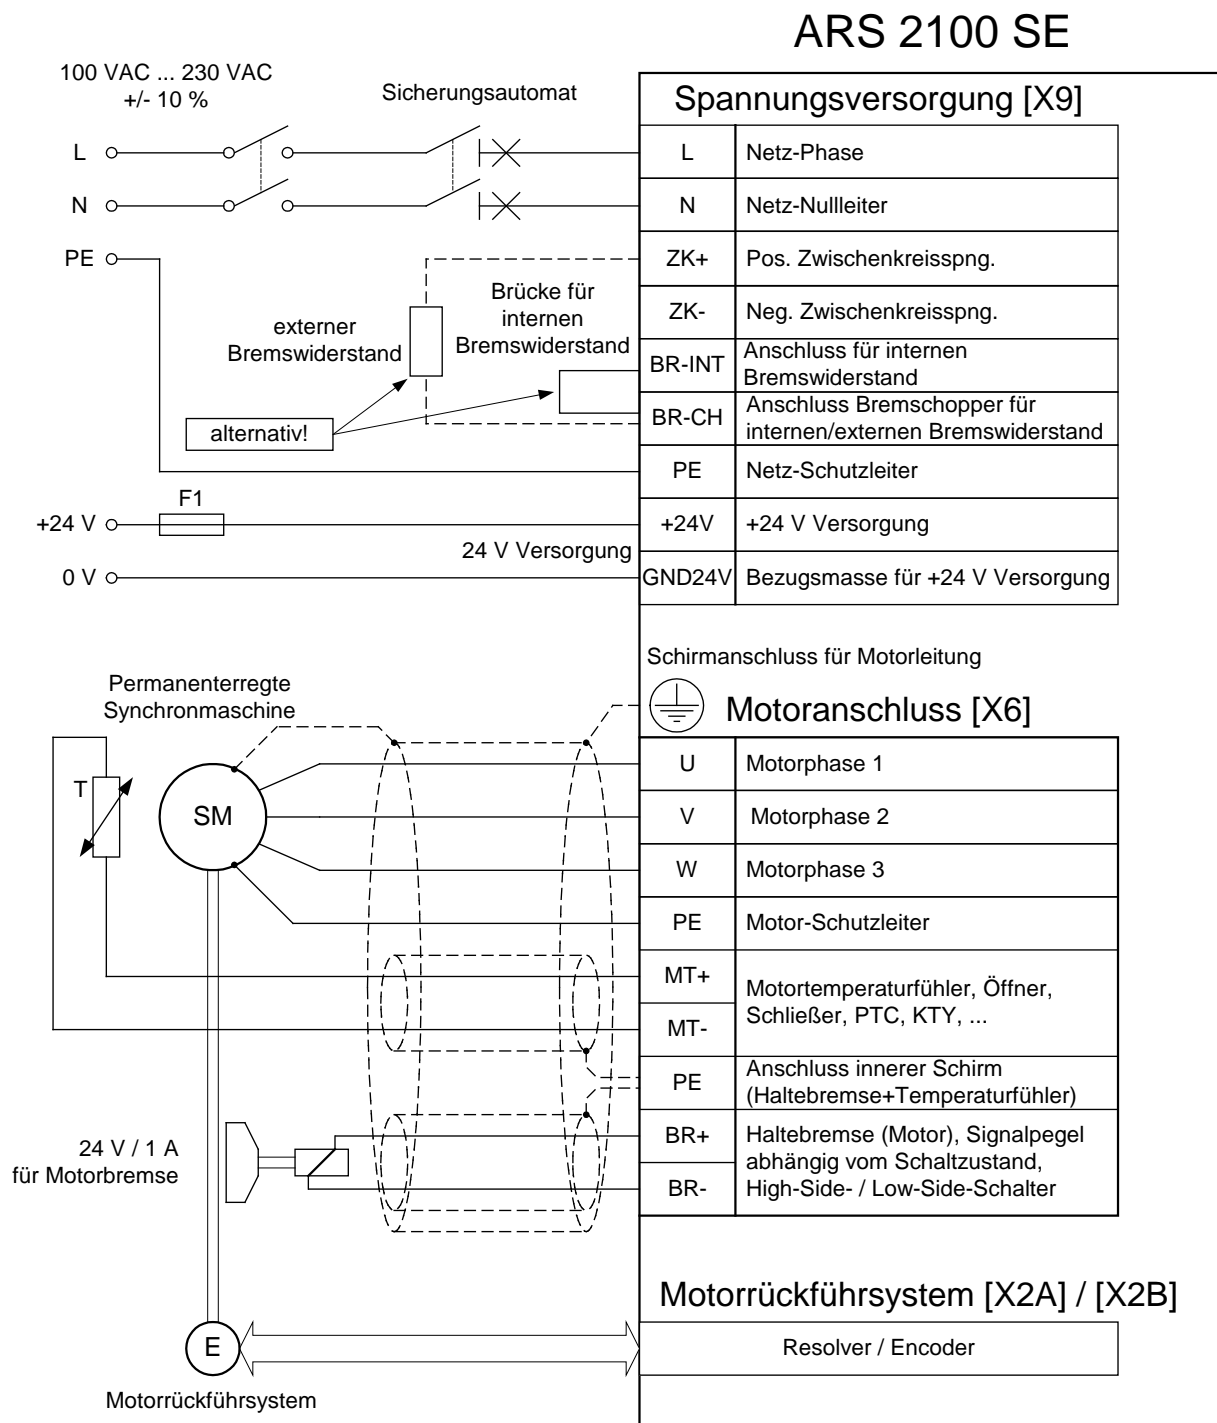 ARS 2100 SE
100 VAC ... 230 VAC
+/- 10 %
Sicherungsautomat
Spannungsversorgung [X9]
L
L
Netz-Phase
N
N
Netz-Nullleiter
PE
ZK+
Pos. Zwischenkreisspng.
ZK-
Neg. Zwischenkreisspng.
externer
Bremswiderstand
Brücke für
internen
Bremswiderstand
BR-INT
Anschluss für internen
Bremswiderstand
alternativ!
BR-CH
Anschluss Bremschopper für
internen/externen Bremswiderstand
PE
Netz-Schutzleiter
F1
+24 V
+24V
+24 V Versorgung
24 V Versorgung
0 V
GND24V
Bezugsmasse für +24 V Versorgung
Schirmanschluss für Motorleitung
Permanenterregte
Synchronmaschine
Motoranschluss [X6]
T
SM
U
Motorphase 1
V
Motorphase 2
W
Motorphase 3
PE
Motor-Schutzleiter
MT+
MT-
Motortemperaturfühler, Öffner,
Schließer, PTC, KTY, ...
PE
Anschluss innerer Schirm
(Haltebremse+Temperaturfühler)
24 V / 1 A
für Motorbremse
BR+
BR-
Haltebremse (Motor), Signalpegel
abhängig vom Schaltzustand,
High-Side- / Low-Side-Schalter
Motorrückführsystem [X2A] / [X2B]
E
Resolver / Encoder
Motorrückführsystem